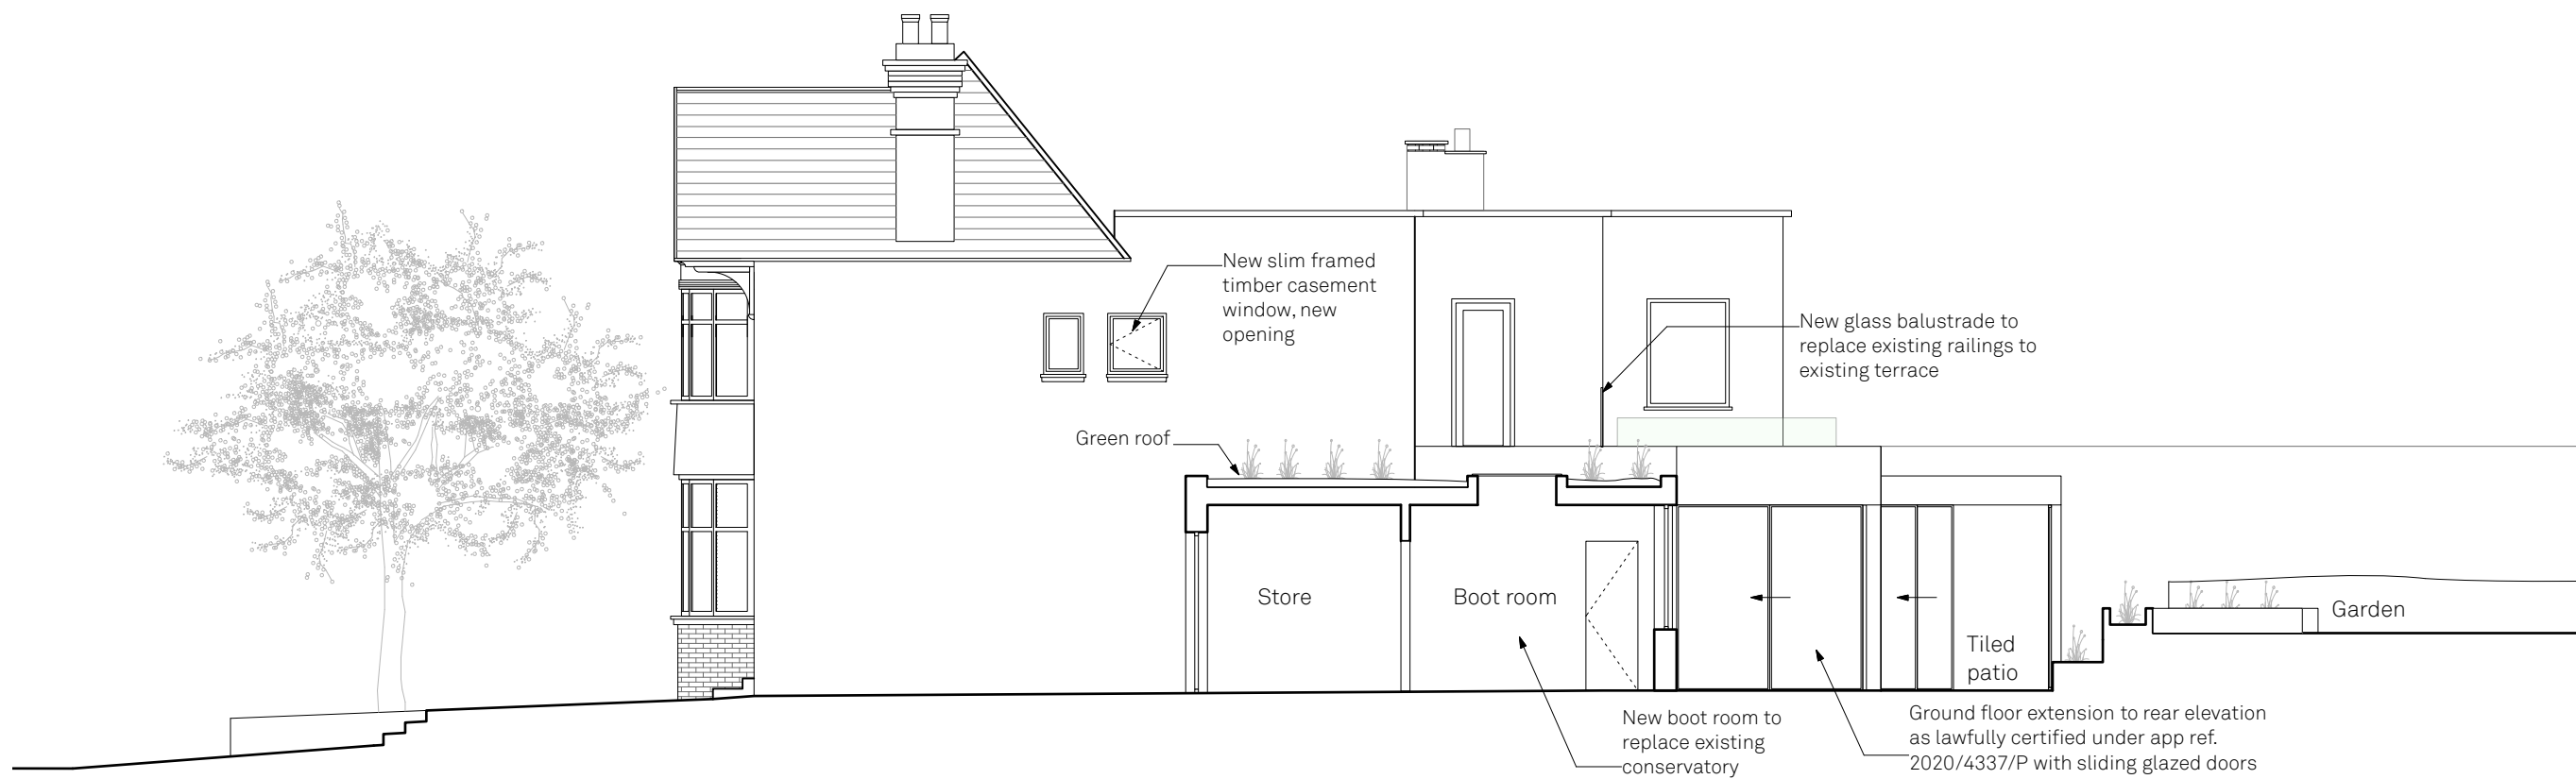 New slim framed
timber casement
window, new
opening
New glass balustrade to
replace existing railings to
existing terrace
Green roof
Store
Boot room
Garden
Tiled
patio
New boot room to
replace existing
conservatory
Ground floor extension to rear elevation
as lawfully certified under app ref.
2020/4337/P with sliding glazed doors